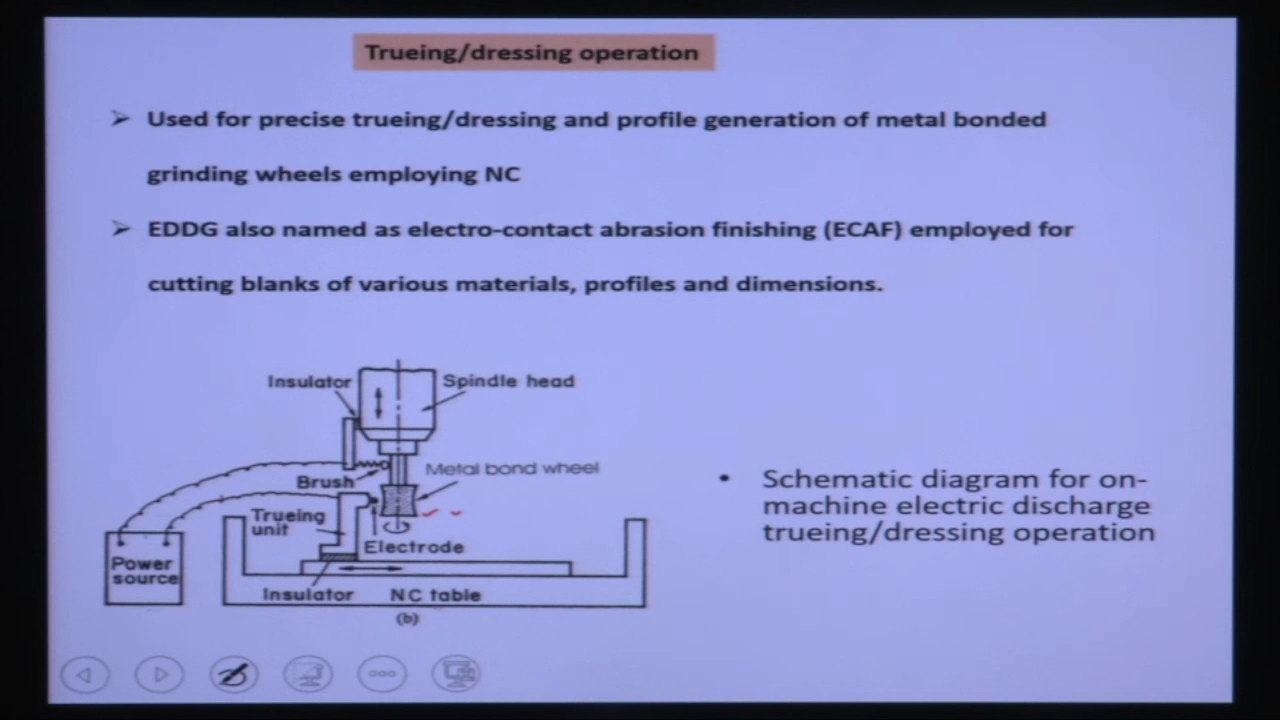 Trueing/dressing operation
Used for precise trueing/dressing and profile generation of metal bonded
grinding wheels employing NC
EDDG also named as electro-contact abrasion finishing (ECAF) employed for
cutting blanks of various materials, profiles and dimensions.
Insulator
Spindle head
Metal bond wheel
Brush
Trueing
unit
Electrode
Power
source
Insulator
NC table
(b)
• Schematic diagram for on-
machine electric discharge
trueing/dressing operation